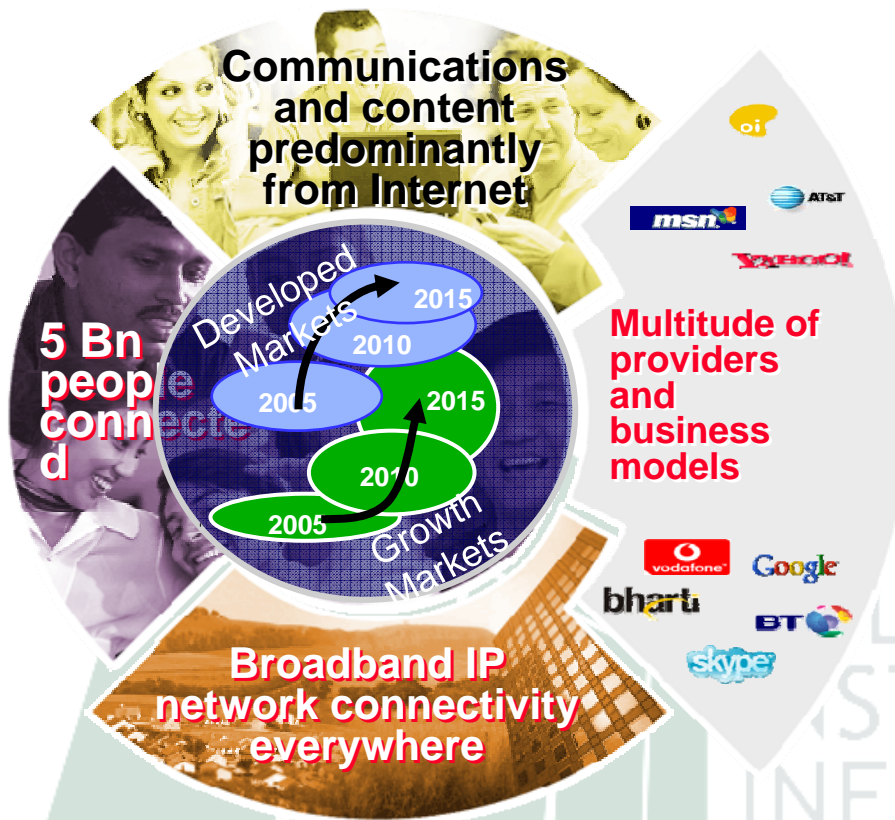 Communications
and content
predominantly
from Internet
oi
AT&T
msn
YAHOO!
5 Bn
people
connecte
d
Developed
Markets
2015
2010
2005
2015
2010
2005
Growth
Markets
Multitude of
providers
and
business
models
vodafone
Google
bharti
BT
skype
Broadband IP
network connectivity
everywhere
INF